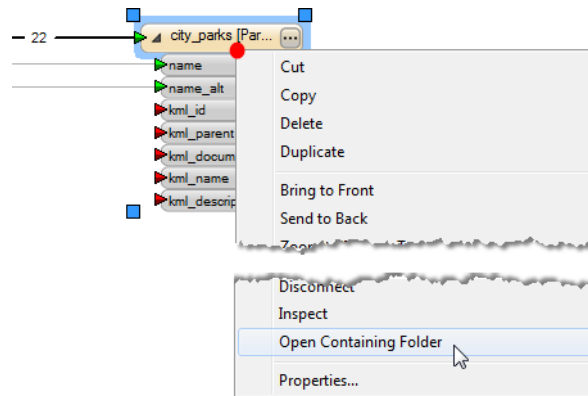 22
city_parks [Par... ...
name
name_alt
kml_id
kml_parent
kml_docum
kml_name
kml_descrip
Cut
Copy
Delete
Duplicate
Bring to Front
Send to Back
Disconnect
Inspect
Open Containing Folder
Properties...